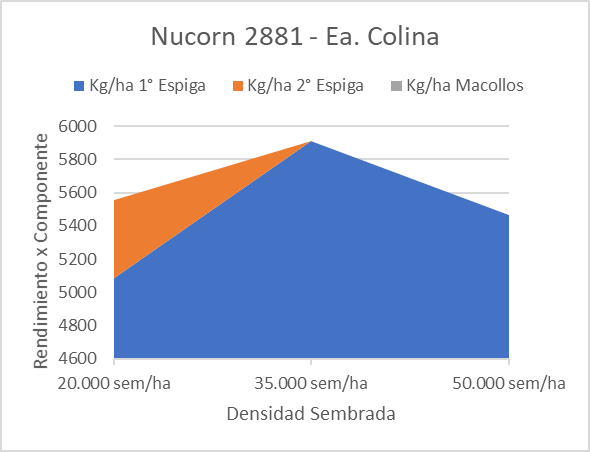 Nucorn 2881 - Ea. Colina
Kg/ha 1° Espiga Kg/ha 2° Espiga Kg/ha Macollos
Rendimiento x Componente
6000
5800
5600
5400
5200
5000
4800
4600
20.000 sem/ha 35.000 sem/ha 50.000 sem/ha
Densidad Sembrada